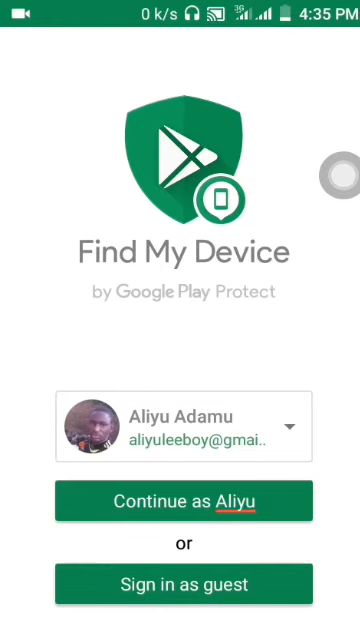 0 k/s 3G 4:35 PM
Find My Device
by Google Play Protect
Aliyu Adamu
aliyuleeboy@gmai..
Continue as Aliyu
or
Sign in as guest